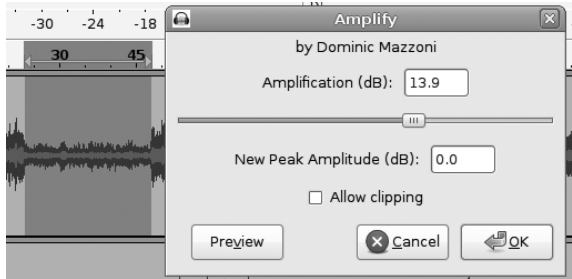 -30 -24 -18
30 45
Amplify
by Dominic Mazzoni
Amplification (dB): 13.9
New Peak Amplitude (dB): 0.0
Allow clipping
Preview Cancel OK